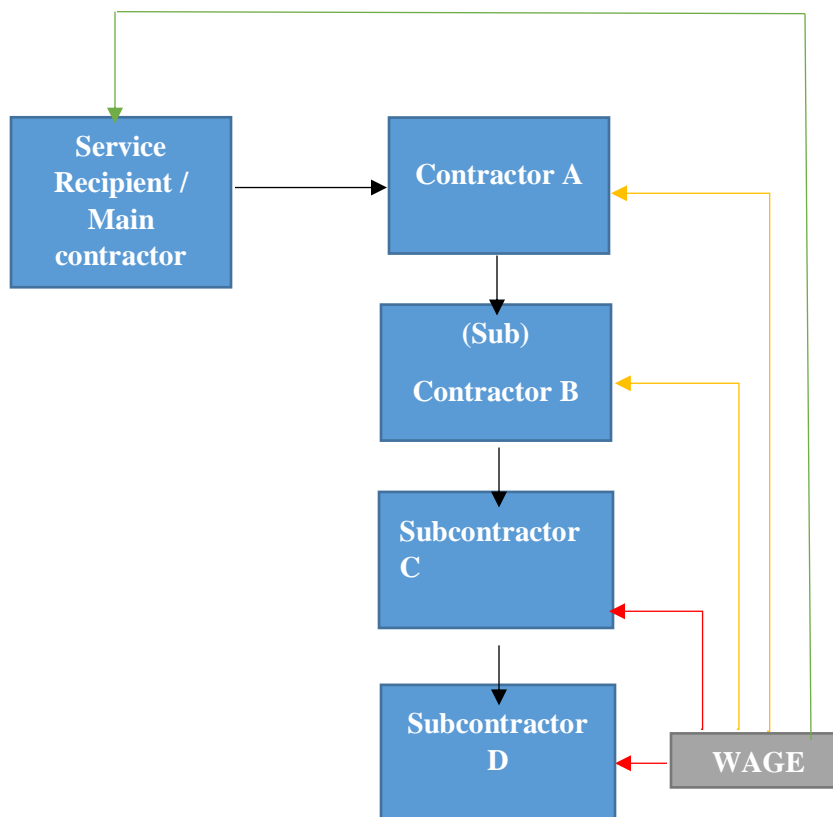 Service
Recipient /
Main
contractor
Contractor A
(Sub)
Contractor B
Subcontractor
C
Subcontractor
D
WAGE